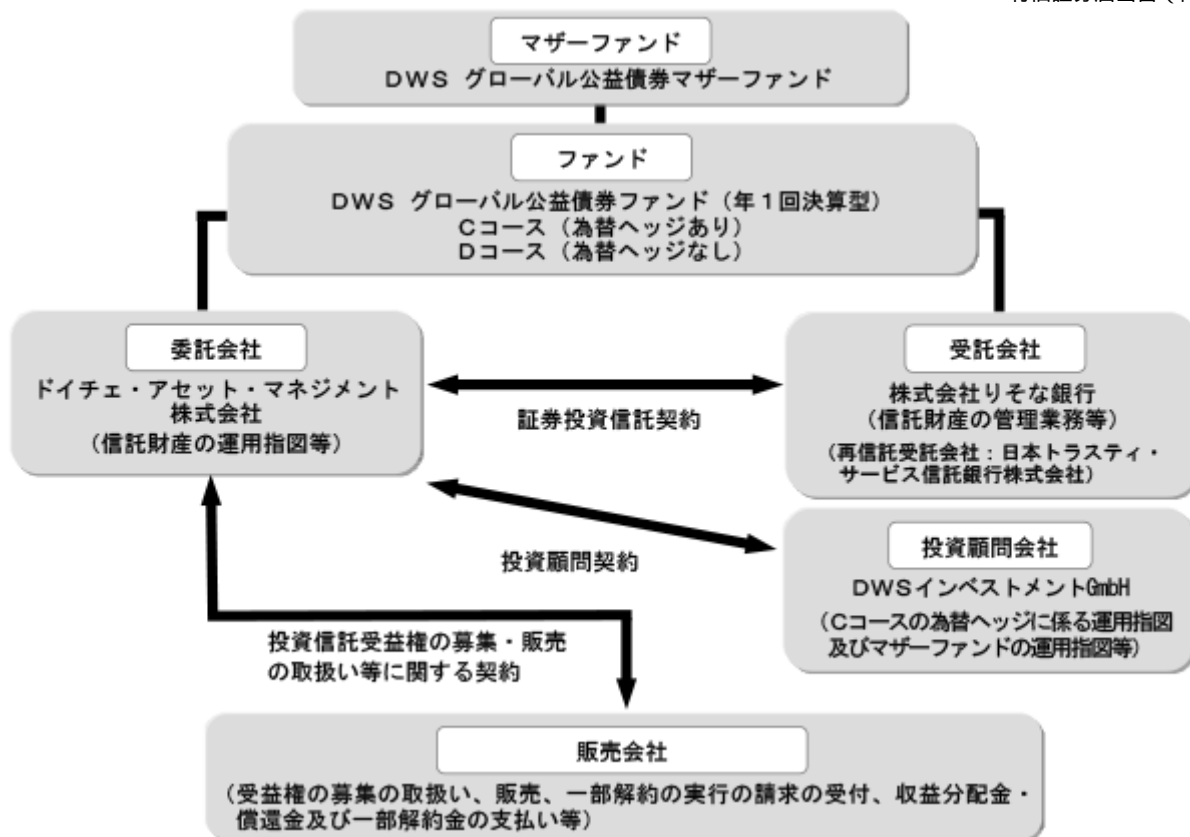 マザーファンド
DWS グローバル公益債券マザーファンド
ファンド
DWS グローバル公益債券ファンド(年1回決算型)
Cコース(為替ヘッジあり)
Dコース(為替ヘッジなし)
委託会社
ドイチェ・アセット・マネジメント
株式会社
(信託財産の運用指図等)
証券投資信託契約
受託会社
株式会社りそな銀行
(信託財産の管理業務等)
(再信託受託会社:日本トラスティ・
サービス信託銀行株式会社)
投資顧問契約
投資顧問会社
DWSインベストメントGmbH
(Cコースの為替ヘッジに係る運用指図
及びマザーファンドの運用指図等)
投資信託受益権の募集・販売
の取扱い等に関する契約
販売会社
(受益権の募集の取扱い、販売、一部解約の実行の請求の受付、収益分配金・
償還金及び一部解約金の支払い等)